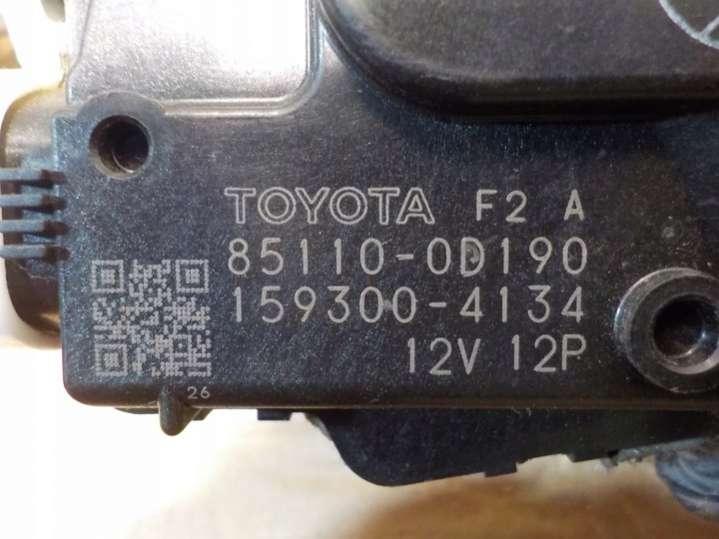 TOYOTA F2 A
85110-0D190
159300-4134
12V 12P
26